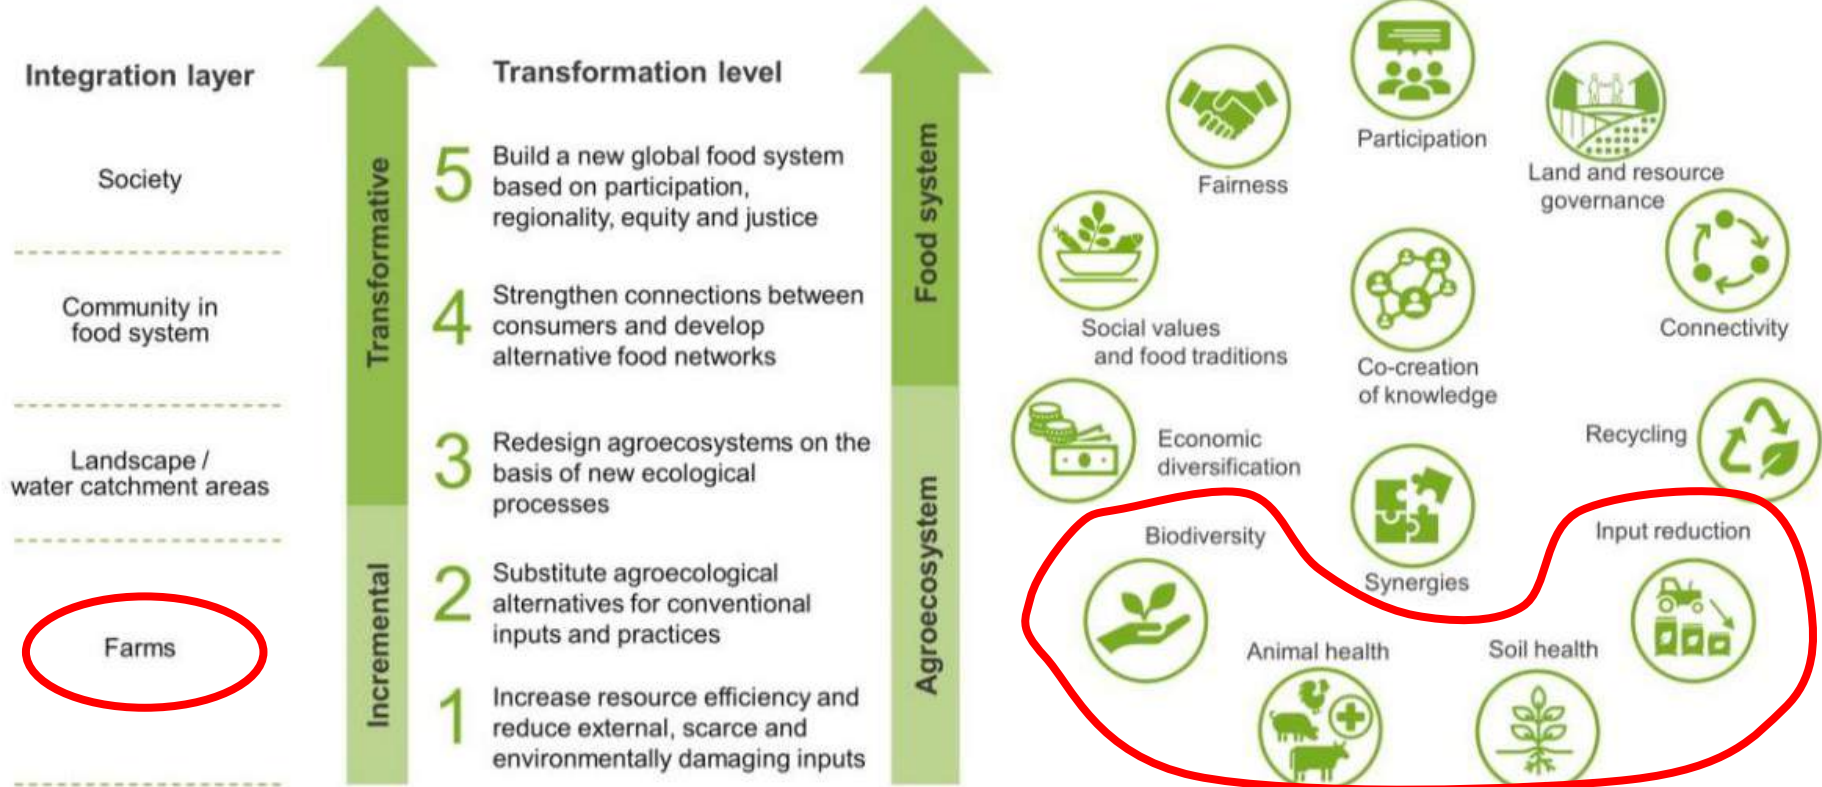 Integration layer
Society
Community in
food system
Landscape /
water catchment areas
Farms
Transformative
Incremental
Transformation level
5
Build a new global food system
based on participation,
regionality, equity and justice
4
Strengthen connections between
consumers and develop
alternative food networks
3
Redesign agroecosystems on the
basis of new ecological
processes
2
Substitute agroecological
alternatives for conventional
inputs and practices
1
Increase resource efficiency and
reduce external, scarce and
environmentally damaging inputs
Food system
Agroecosystem
Participation
Fairness
Land and resource
governance
Social values
and food traditions
Co-creation
of knowledge
Connectivity
Economic
diversification
Recycling
Synergies
Biodiversity
Input reduction
Animal health
Soil health